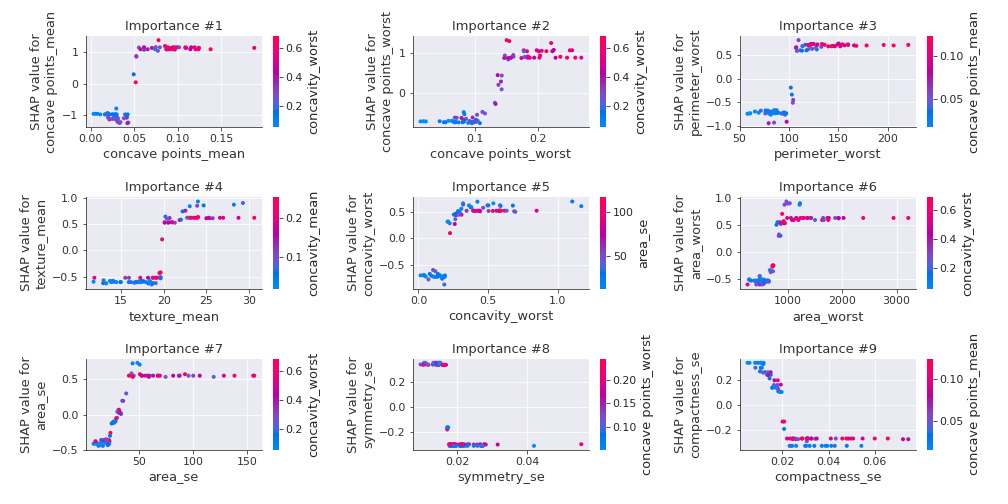 Importance #1
SHAP value for
concave points_mean
1
0
−1
0.00
0.05
0.10
0.15
concave points_mean
0.6
0.4
0.2
concavity_worst
Importance #2
SHAP value for
concave points_worst
1
0
0.1
0.2
concave points_worst
0.6
0.4
0.2
concavity_worst
Importance #3
SHAP value for
perimeter_worst
0.5
0.0
−0.5
−1.0
50
100
150
200
perimeter_worst
0.10
0.05
concave points_mean
Importance #4
SHAP value for
texture_mean
1.0
0.5
0.0
−0.5
15
20
25
30
texture_mean
0.2
0.1
concavity_mean
Importance #5
SHAP value for
concavity_worst
0.5
0.0
−0.5
0.0
0.5
1.0
concavity_worst
100
50
area_se
Importance #6
SHAP value for
area_worst
1.0
0.5
0.0
−0.5
1000
2000
3000
area_worst
0.6
0.4
0.2
concavity_worst
Importance #7
SHAP value for
area_se
0.5
0.0
−0.5
50
100
150
area_se
0.6
0.4
0.2
concavity_worst
Importance #8
SHAP value for
symmetry_se
0.2
0.0
−0.2
0.02
0.04
symmetry_se
0.20
0.15
0.10
concave points_worst
Importance #9
SHAP value for
compactness_se
0.2
0.0
−0.2
0.02
0.04
0.06
compactness_se
0.10
0.05
concave points_mean